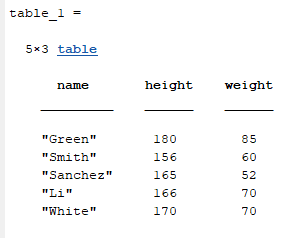 table_1 =
5×3 table
name height weight
"Green" 180 85
"Smith" 156 60
"Sanchez" 165 52
"Li" 166 70
"White" 170 70